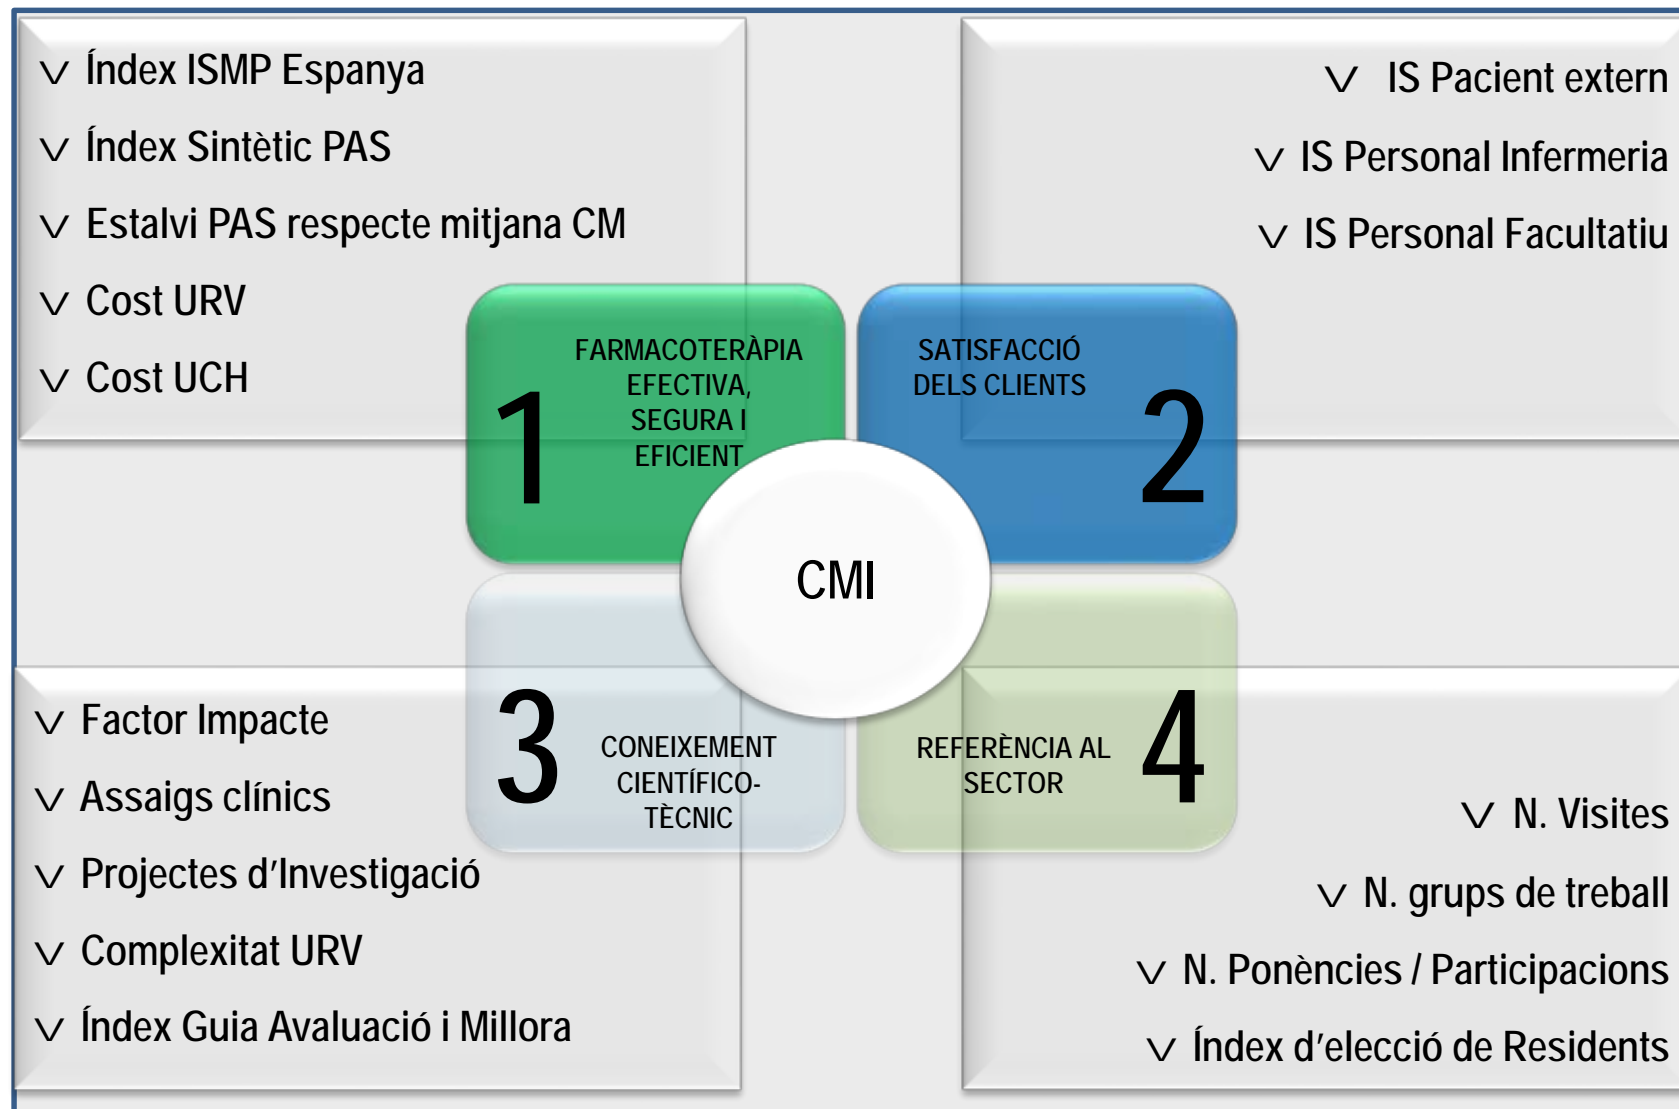 ∨ Índex ISMP Espanya
∨ Índex Sintètic PAS
∨ Estalvi PAS respecte mitjana CM
∨ Cost URV
∨ Cost UCH
∨ IS Pacient extern
∨ IS Personal Infermeria
∨ IS Personal Facultatiu
1
FARMACOTERÀPIA
EFECTIVA,
SEGURA I
EFICIENT
SATISFACCIÓ
DELS CLIENTS
2
CMI
3
CONEIXEMENT
CIENTÍFICO-
TÈCNIC
REFERÈNCIA AL
SECTOR
4
∨ Factor Impacte
∨ Assaigs clínics
∨ Projectes d’Investigació
∨ Complexitat URV
∨ Índex Guia Avaluació i Millora
∨ N. Visites
∨ N. grups de treball
∨ N. Ponències / Participacions
∨ Índex d’elecció de Residents